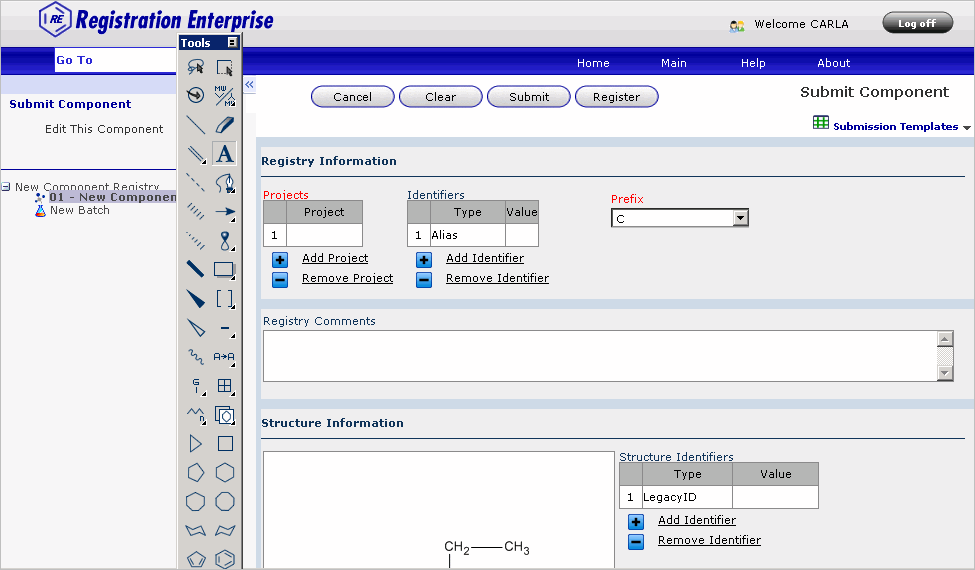 RE Registration Enterprise
Welcome CARLA
Log off
Tools
Go To
Home Main Help About
Submit Component
Edit This Component
New Component Registry
01 - New Componen
New Batch
MW
M/S
A
A→A
n
Cancel Clear Submit Register
Submit Component
Submission Templates
Registry Information
Projects
Project
1
Add Project
Remove Project
Identifiers
Type Value
1 Alias
Add Identifier
Remove Identifier
Prefix
C
Registry Comments
Structure Information
CH2 CH3
Structure Identifiers
Type Value
1 LegacyID
Add Identifier
Remove Identifier